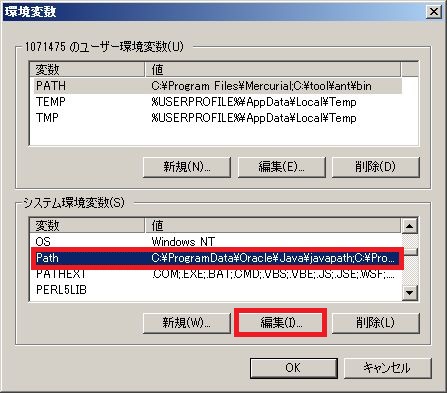 環境変数
1071475 のユーザー環境変数(U)
変数 値
PATH C:¥Program Files¥Mercurial;C:¥tool¥ant¥bin
TEMP %USERPROFILE%¥AppData¥Local¥Temp
TMP %USERPROFILE%¥AppData¥Local¥Temp
新規(N)... 編集(E)... 削除(D)
システム環境変数(S)
変数 値
OS Windows_NT
Path C:¥ProgramData¥Oracle¥Java¥javapath;C:¥Pro...
PATHEXT .COM;.EXE;.BAT;.CMD;.VBS;.VBE;.JS;.JSE;.WSF;...
PERL5LIB
新規(W)... 編集(I)... 削除(L)
OK キャンセル